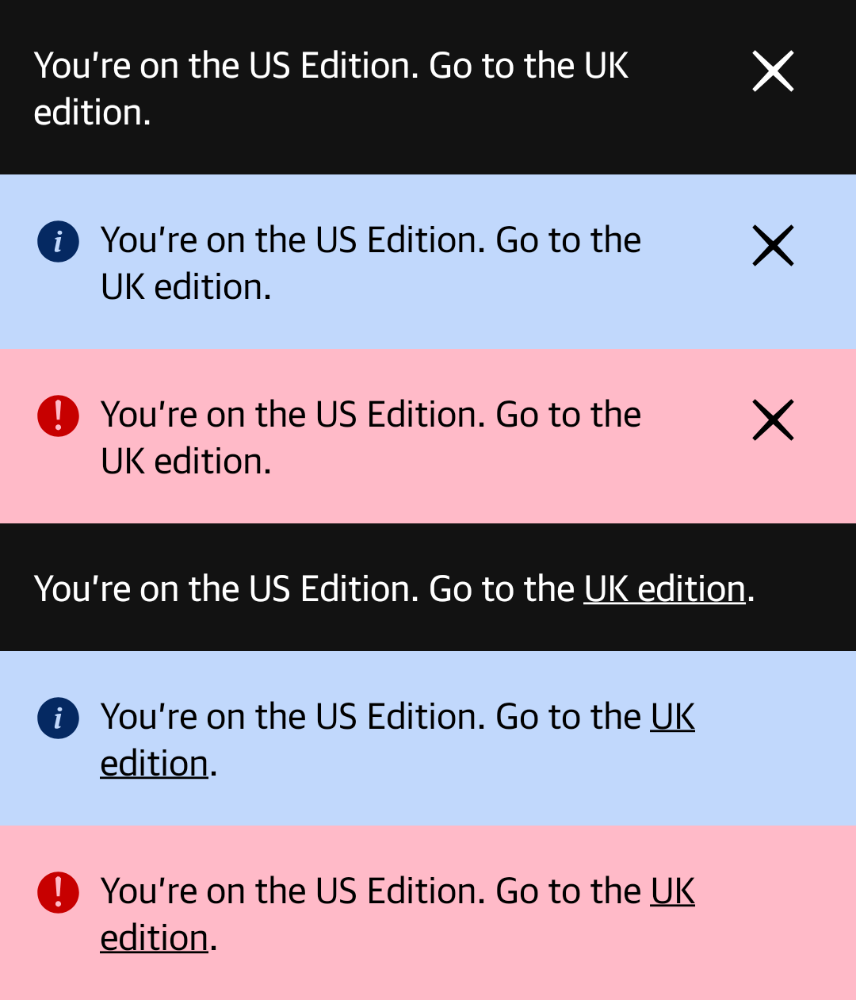 You're on the US Edition. Go to the UK
edition.
You're on the US Edition. Go to the
UK edition.
You're on the US Edition. Go to the
UK edition.
You're on the US Edition. Go to the UK edition.
You're on the US Edition. Go to the UK
edition.
You're on the US Edition. Go to the UK
edition.